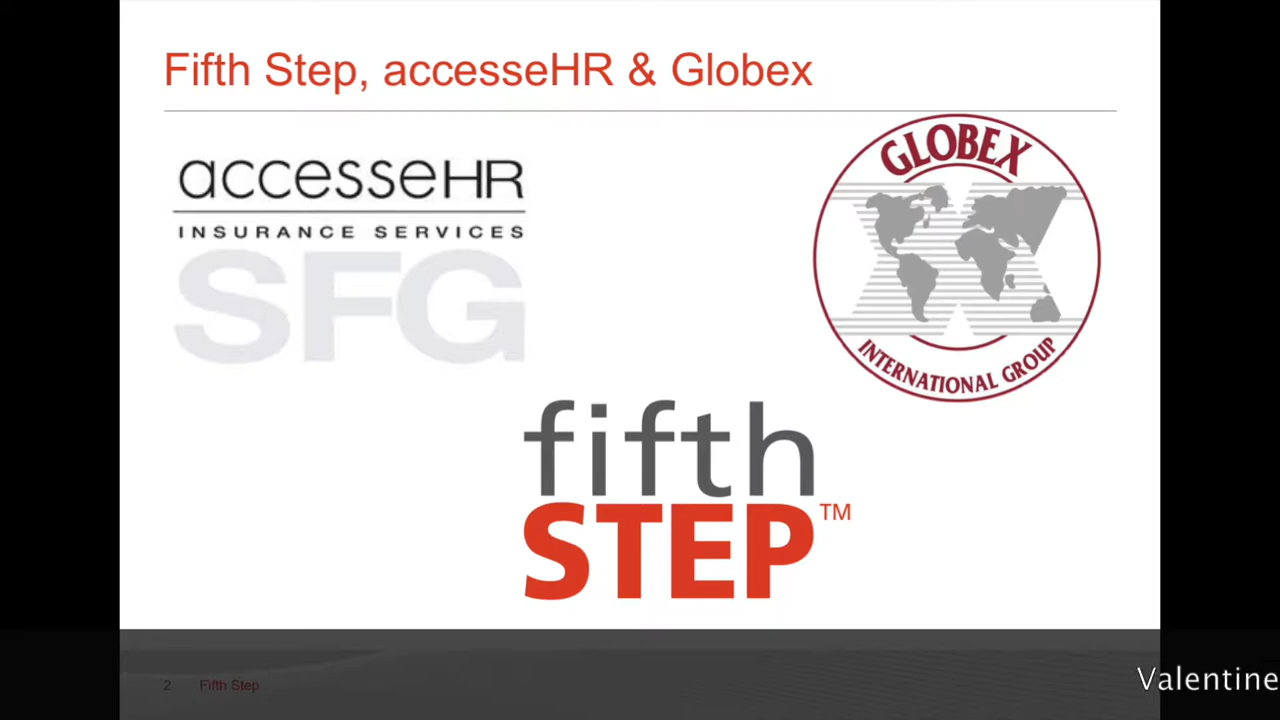 Fifth Step, accesseHR & Globex
accesseHR
INSURANCE SERVICES
SFG
GLOBEX
INTERNATIONAL GROUP
fifth
STEP™
2 Fifth Step
Valentine